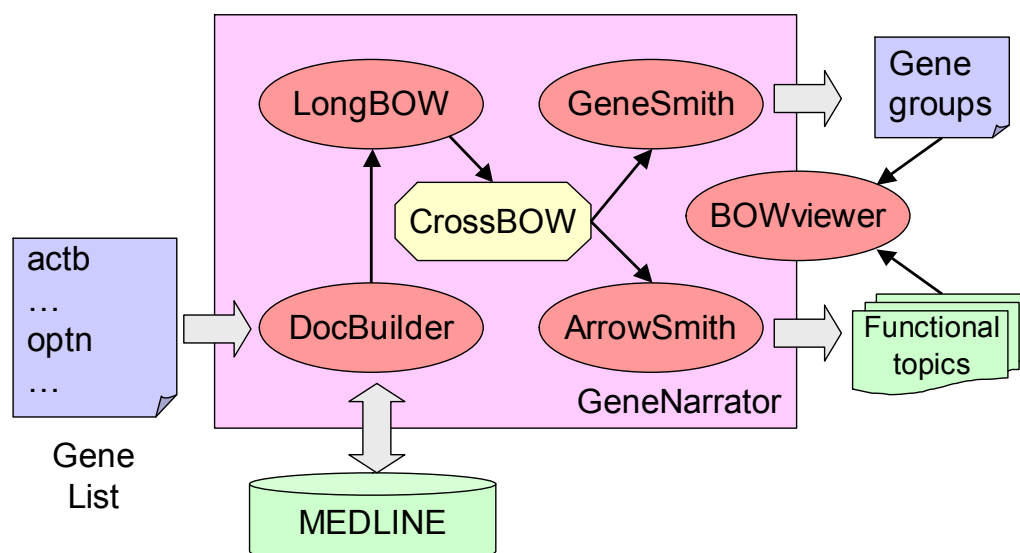 LongBOW
GeneSmith
Gene
groups
CrossBOW
BOWviewer
actb
…
optn
…
DocBuilder
ArrowSmith
Functional
topics
GeneNarrator
Gene
List
MEDLINE